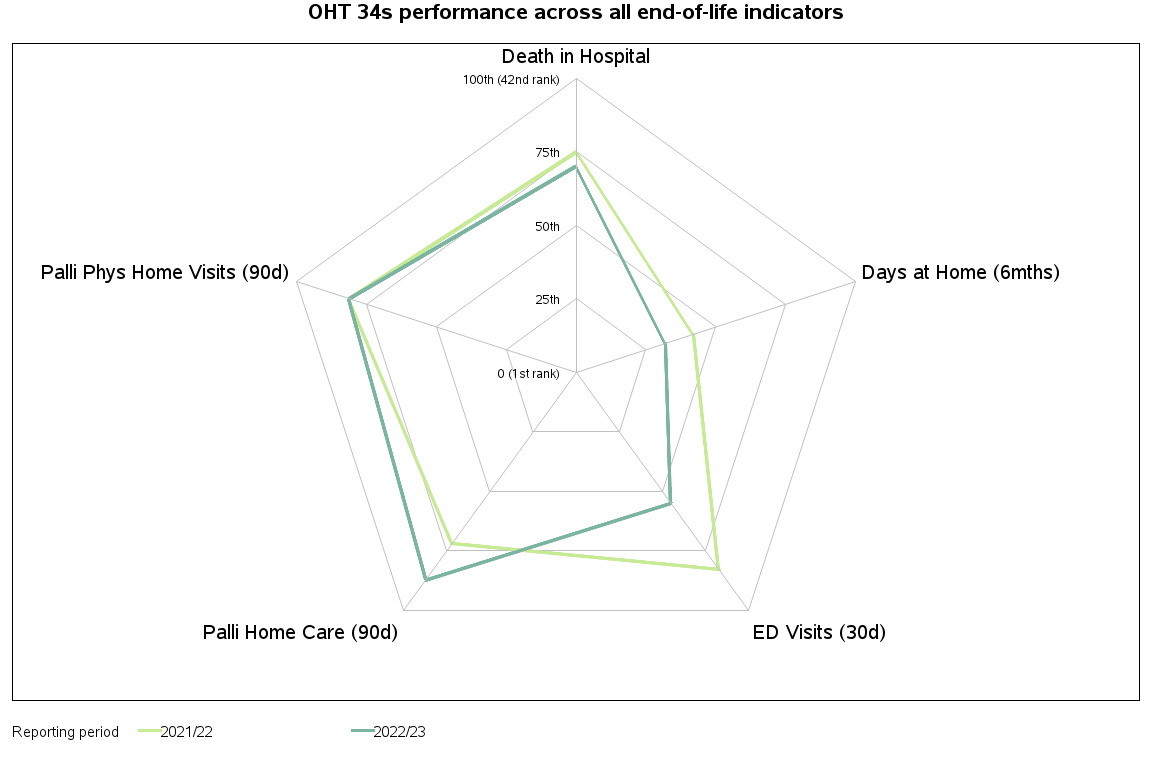 OHT 34s performance across all end-of-life indicators
Death in Hospital
100th (42nd rank)
75th
50th
25th
0 (1st rank)
Palli Phys Home Visits (90d)
Days at Home (6mths)
Palli Home Care (90d)
ED Visits (30d)
Reporting period 2021/22 2022/23